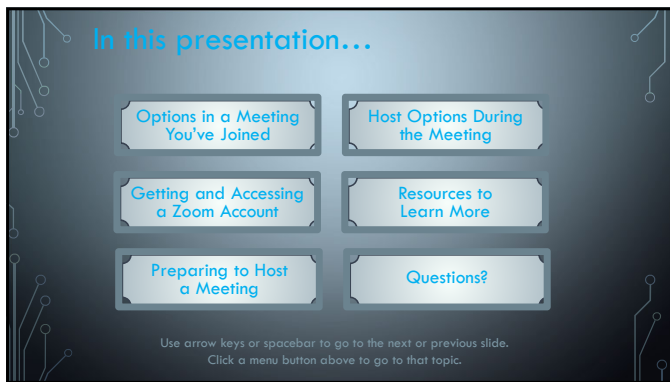 In this presentation…
Options in a Meeting
You've Joined
Host Options During
the Meeting
Getting and Accessing
a Zoom Account
Resources to
Learn More
Preparing to Host
a Meeting
Questions?
Use arrow keys or spacebar to go to the next or previous slide.
Click a menu button above to go to that topic.